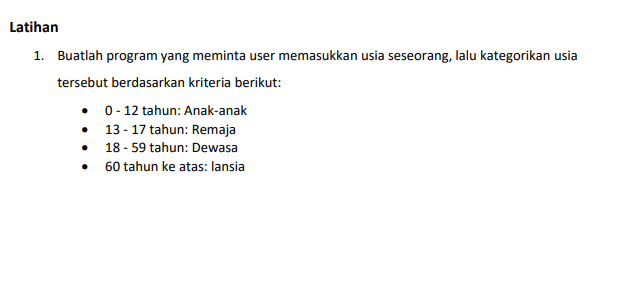 Latihan
1. Buatlah program yang meminta user memasukkan usia seseorang, lalu kategorikan usia
tersebut berdasarkan kriteria berikut:
• 0 - 12 tahun: Anak-anak
• 13 - 17 tahun: Remaja
• 18 - 59 tahun: Dewasa
• 60 tahun ke atas: lansia